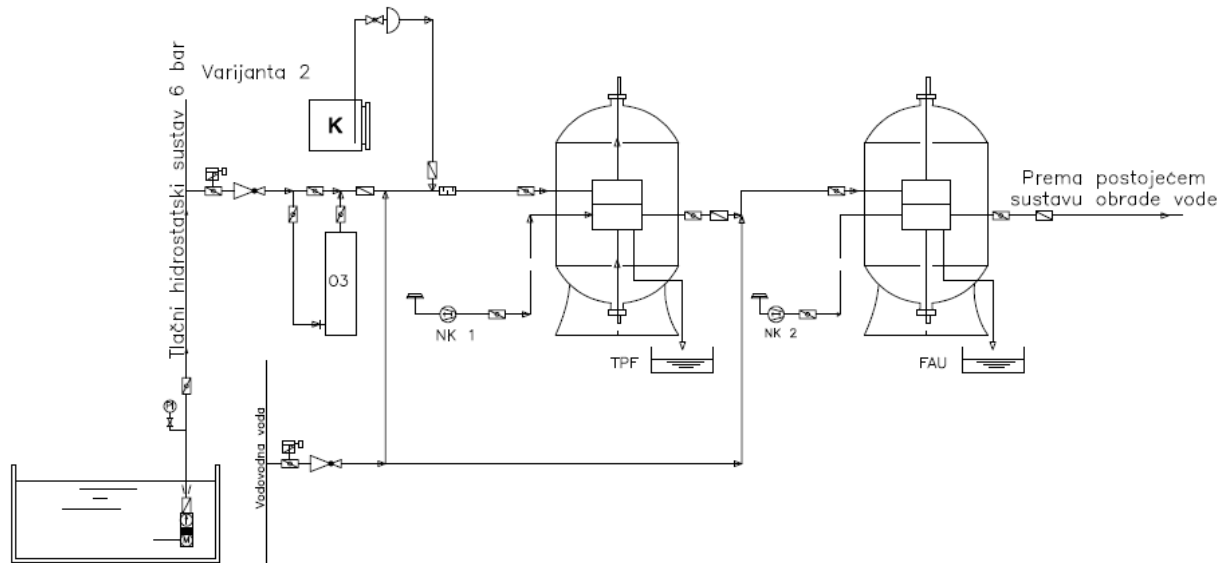 Tlačni hidrostatski sustav 6 bar
Varijanta 2
K
O3
NK 1
TPF
NK 2
FAU
Prema postojećem
sustavu obrade vode
Vodovodna voda
M
M